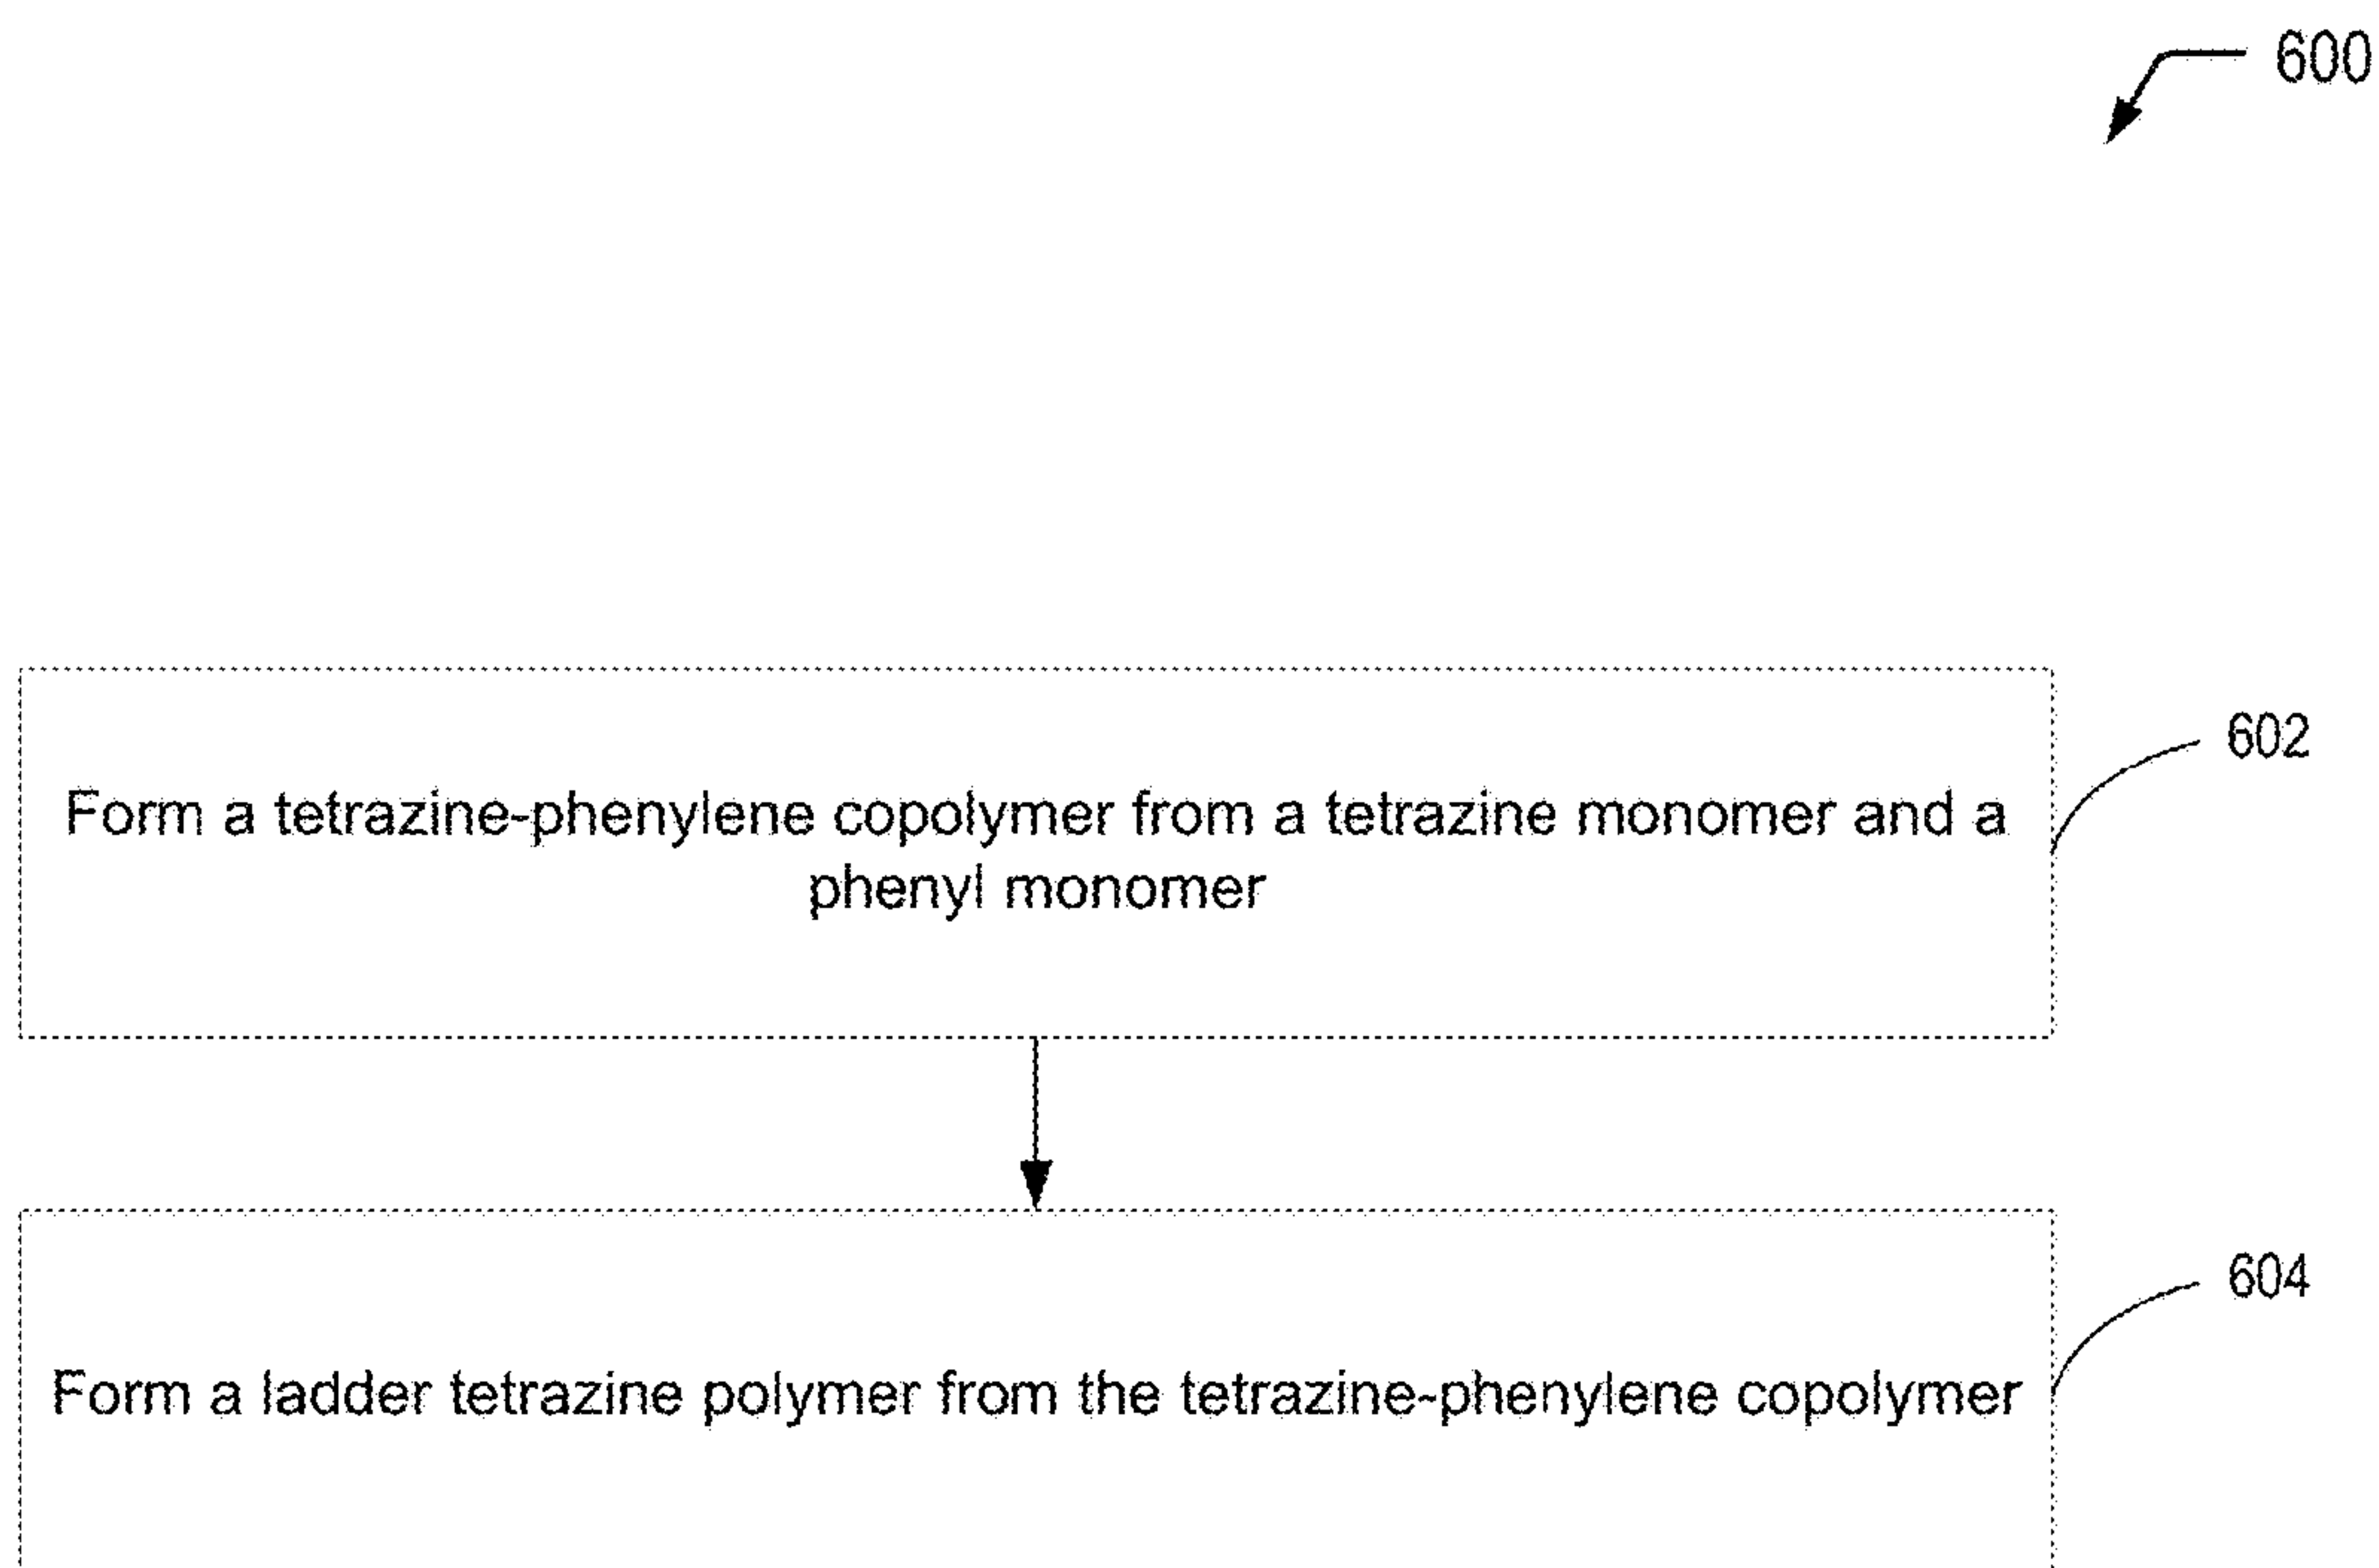 600
602
Form a tetrazine-phenylene copolymer from a tetrazine monomer and a
phenyl monomer
604
Form a ladder tetrazine polymer from the tetrazine-phenylene copolymer